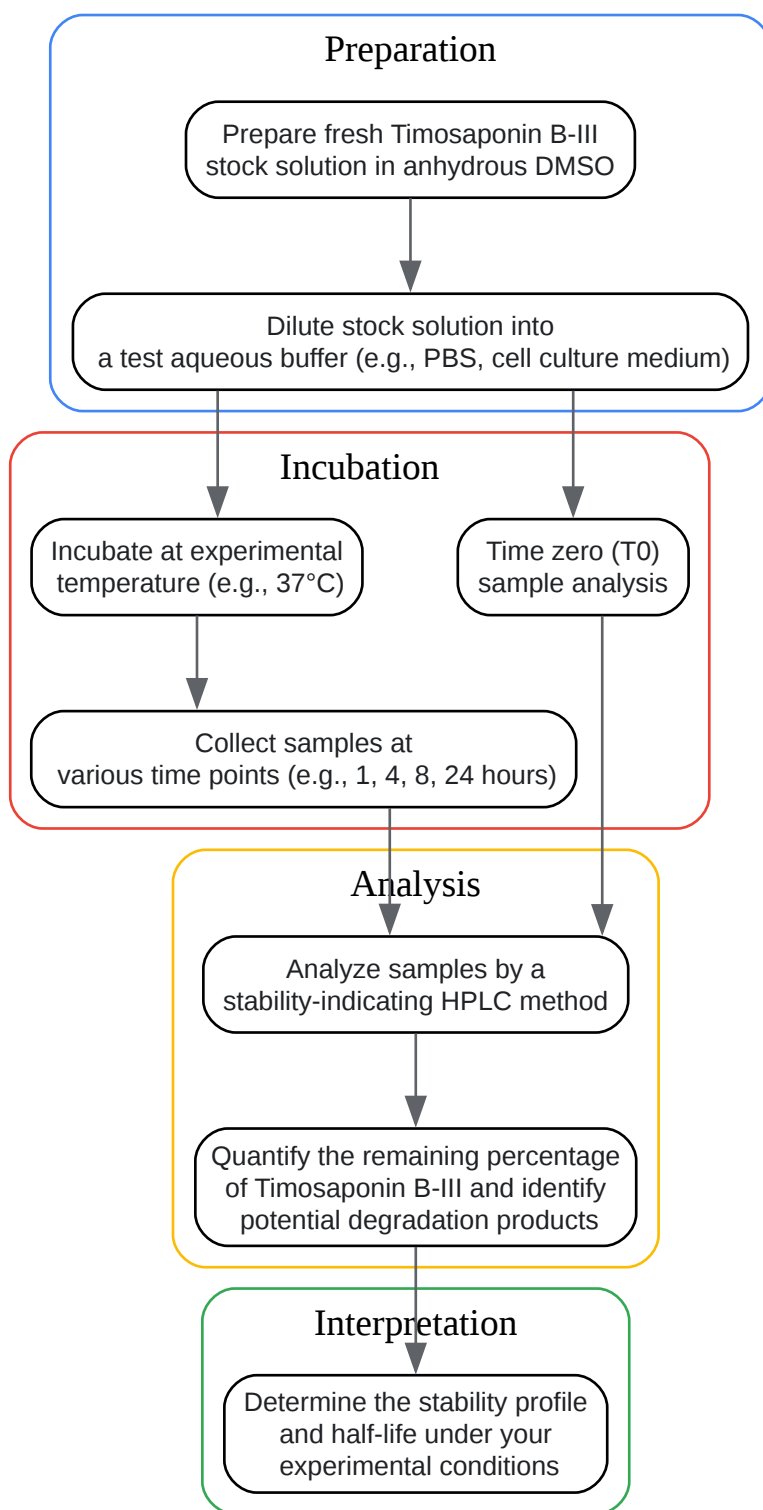 Preparation
Prepare fresh Timosaponin B-III
stock solution in anhydrous DMSO
Dilute stock solution into
a test aqueous buffer (e.g., PBS, cell culture medium)
Incubation
Incubate at experimental
temperature (e.g., 37°C)
Time zero (T0)
sample analysis
Collect samples at
various time points (e.g., 1, 4, 8, 24 hours)
Analysis
Analyze samples by a
stability-indicating HPLC method
Quantify the remaining percentage
of Timosaponin B-III and identify
potential degradation products
Interpretation
Determine the stability profile
and half-life under your
experimental conditions